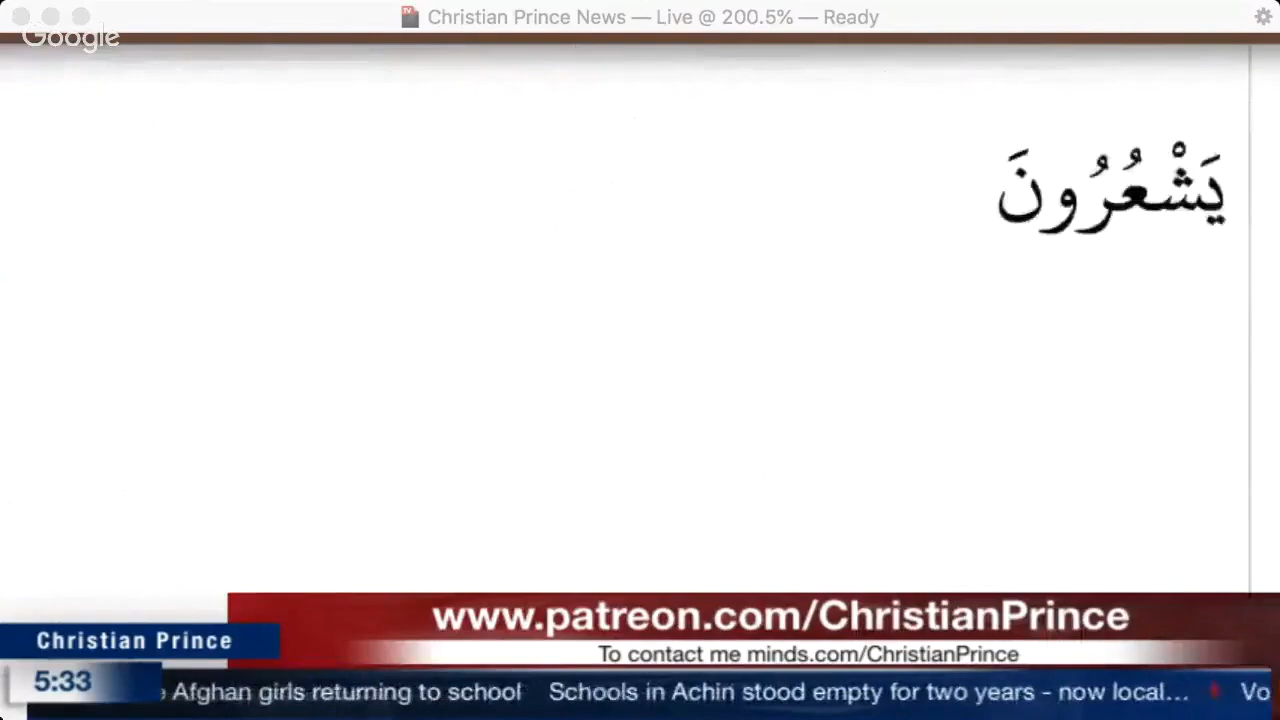 Christian Prince News — Live @ 200.5% — Ready
Google
يَشْعُرُونَ
www.patreon.com/ChristianPrince
Christian Prince
To contact me minds.com/ChristianPrince
5:33
Afghan girls returning to school Schools in Achin stood empty for two years - now local...